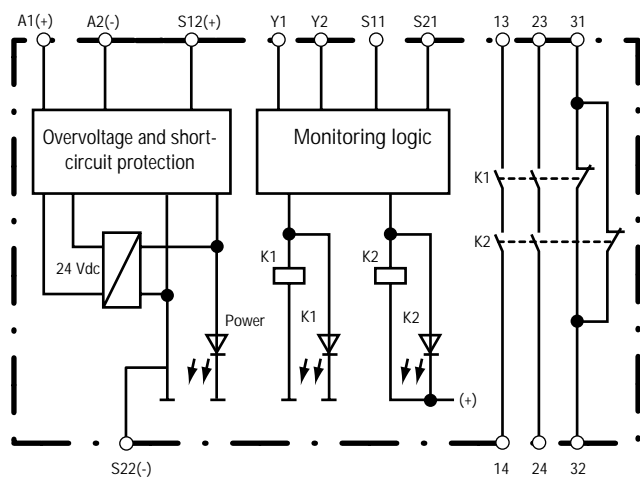 A1(+) A2(-) S12(+) Y1 Y2 S11 S21 13 23 31
Overvoltage and short-
circuit protection
Monitoring logic
K1
K2
24 Vdc
K1
K2
Power
K1
K2
(+)
S22(-)
14 24 32